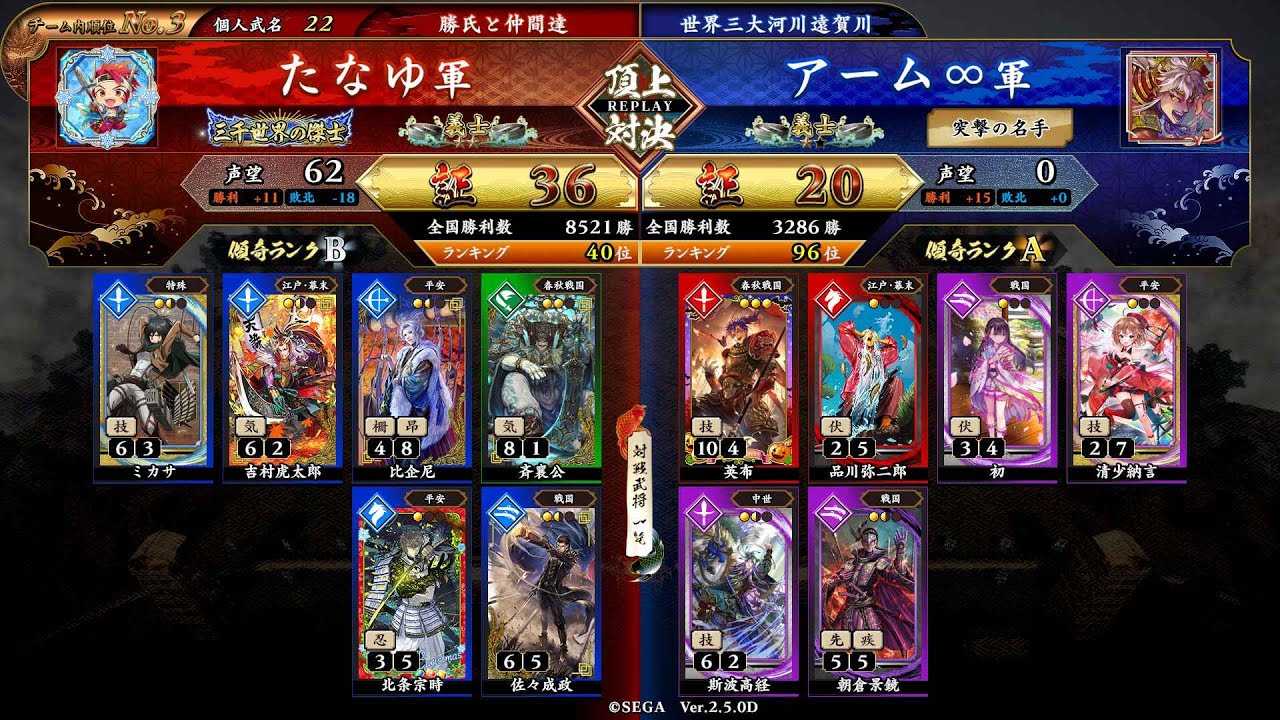 チーム内順位 No.3 個人武名 22
勝氏と仲間達
世界三大河川遠賀川
たなゆ軍
頂上
REPLAY
対決
アーム∞軍
三千世界の傑士
義士
義士
突撃の名手
声望 62
勝利 +11 敗北 -18
証 36
証 20
声望 0
勝利 +15 敗北 +0
全国勝利数 8521勝
全国勝利数 3286勝
ランキング 40位
ランキング 96位
傾奇ランク B
傾奇ランク A
特殊
技
6 3
ミカサ
江戸・幕末
気
6 2
吉村虎太郎
平安
柵 昂
4 8
比企尼
春秋戦国
気
8 1
斉襄公
春秋戦国
技
10 4
英布
江戸・幕末
伏
2 5
品川弥二郎
戦国
伏
3 4
初
平安
技
2 7
清少納言
対戦武将一覧
平安
忍
3 5
北条宗時
戦国
6 5
佐々成政
中世
技
6 2
斯波高経
戦国
先 疾
5 5
朝倉景鏡
©SEGA Ver.2.5.0D